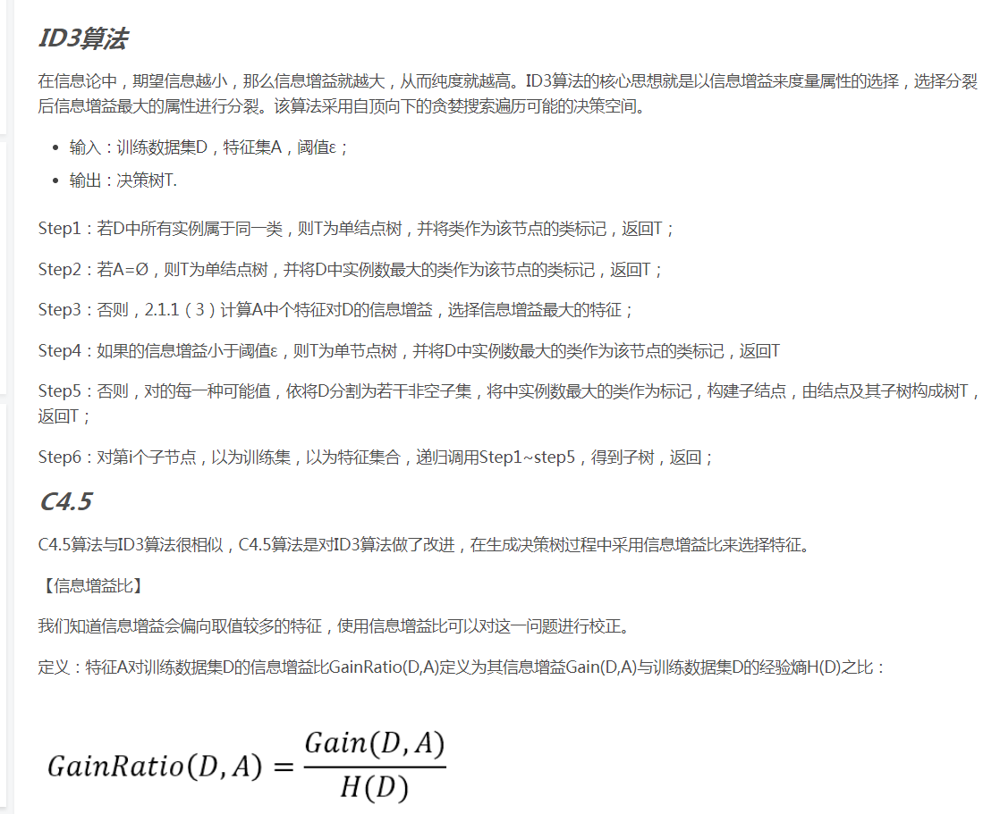 ID3算法
在信息论中，期望信息越小，那么信息增益就越大，从而纯度就越高。ID3算法的核心思想就是以信息增益来度量属性的选择，选择分裂
后信息增益最大的属性进行分裂。该算法采用自顶向下的贪婪搜索遍历可能的决策空间。
• 输入：训练数据集D，特征集A，阈值ε；
• 输出：决策树T.
Step1：若D中所有实例属于同一类，则T为单结点树，并将类作为该节点的类标记，返回T；
Step2：若A=Ø，则T为单结点树，并将D中实例数最大的类作为该节点的类标记，返回T；
Step3：否则，2.1.1（3）计算A中个特征对D的信息增益，选择信息增益最大的特征；
Step4：如果的信息增益小于阈值ε，则T为单节点树，并将D中实例数最大的类作为该节点的类标记，返回T
Step5：否则，对的每一种可能值，依将D分割为若干非空子集，将中实例数最大的类作为标记，构建子结点，由结点及其子树构成树T，
返回T；
Step6：对第i个子节点，以为训练集，以为特征集合，递归调用Step1~step5，得到子树，返回；
C4.5
C4.5算法与ID3算法很相似，C4.5算法是对ID3算法做了改进，在生成决策树过程中采用信息增益比来选择特征。
【信息增益比】
我们知道信息增益会偏向取值较多的特征，使用信息增益比可以对这一问题进行校正。
定义：特征A对训练数据集D的信息增益比GainRatio(D,A)定义为其信息增益Gain(D,A)与训练数据集D的经验熵H(D)之比：
GainRatio(D, A) = Gain(D, A) / H(D)